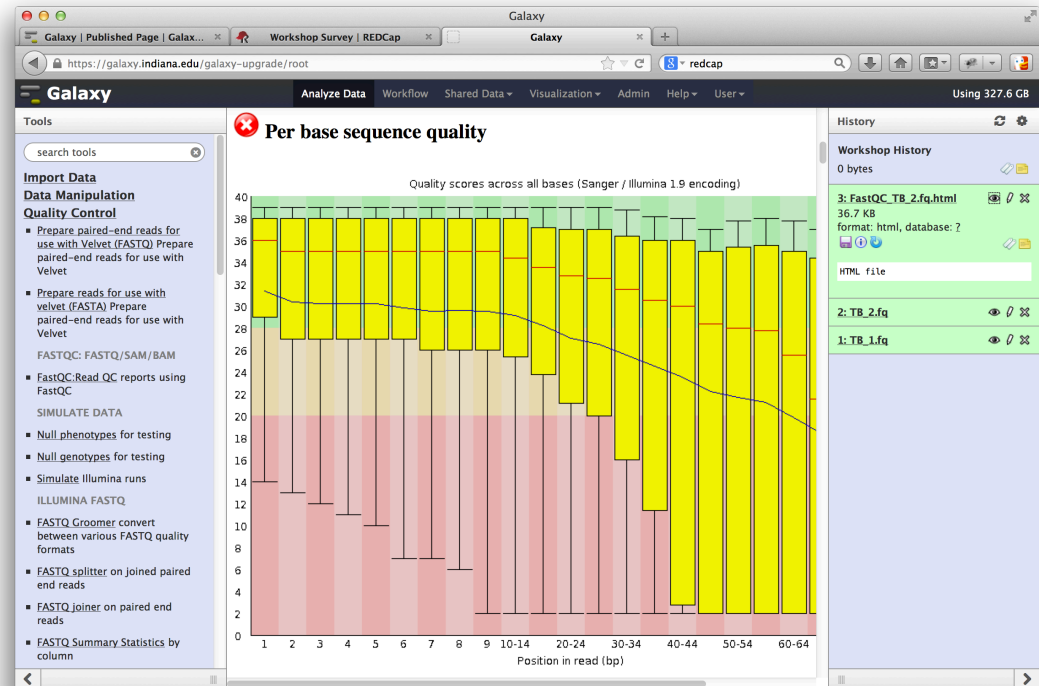 Galaxy
Galaxy | Published Page | Galax...
Workshop Survey | REDCap
Galaxy
https://galaxy.indiana.edu/galaxy-upgrade/root
redcap
Galaxy
Analyze Data
Workflow
Shared Data
Visualization
Admin
Help
User
Using 327.6 GB
Tools
search tools
Import Data
Data Manipulation
Quality Control
Prepare paired-end reads for
use with Velvet (FASTQ) Prepare
paired-end reads for use with
Velvet
Prepare reads for use with
velvet (FASTA) Prepare
paired-end reads for use with
Velvet
FASTQC: FASTQ/SAM/BAM
FastQC:Read QC reports using
FastQC
SIMULATE DATA
Null phenotypes for testing
Null genotypes for testing
Simulate Illumina runs
ILLUMINA FASTQ
FASTQ Groomer convert
between various FASTQ quality
formats
FASTQ splitter on joined paired
end reads
FASTQ joiner on paired end
reads
FASTQ Summary Statistics by
column
Per base sequence quality
Quality scores across all bases (Sanger / Illumina 1.9 encoding)
40
38
36
34
32
30
28
26
24
22
20
18
16
14
12
10
8
6
4
2
0
1 2 3 4 5 6 7 8 9 10-14 20-24 30-34 40-44 50-54 60-64
Position in read (bp)
History
Workshop History
0 bytes
3: FastQC_TB_2.fq.html
36.7 KB
format: html, database: ?
HTML file
2: TB_2.fq
1: TB_1.fq